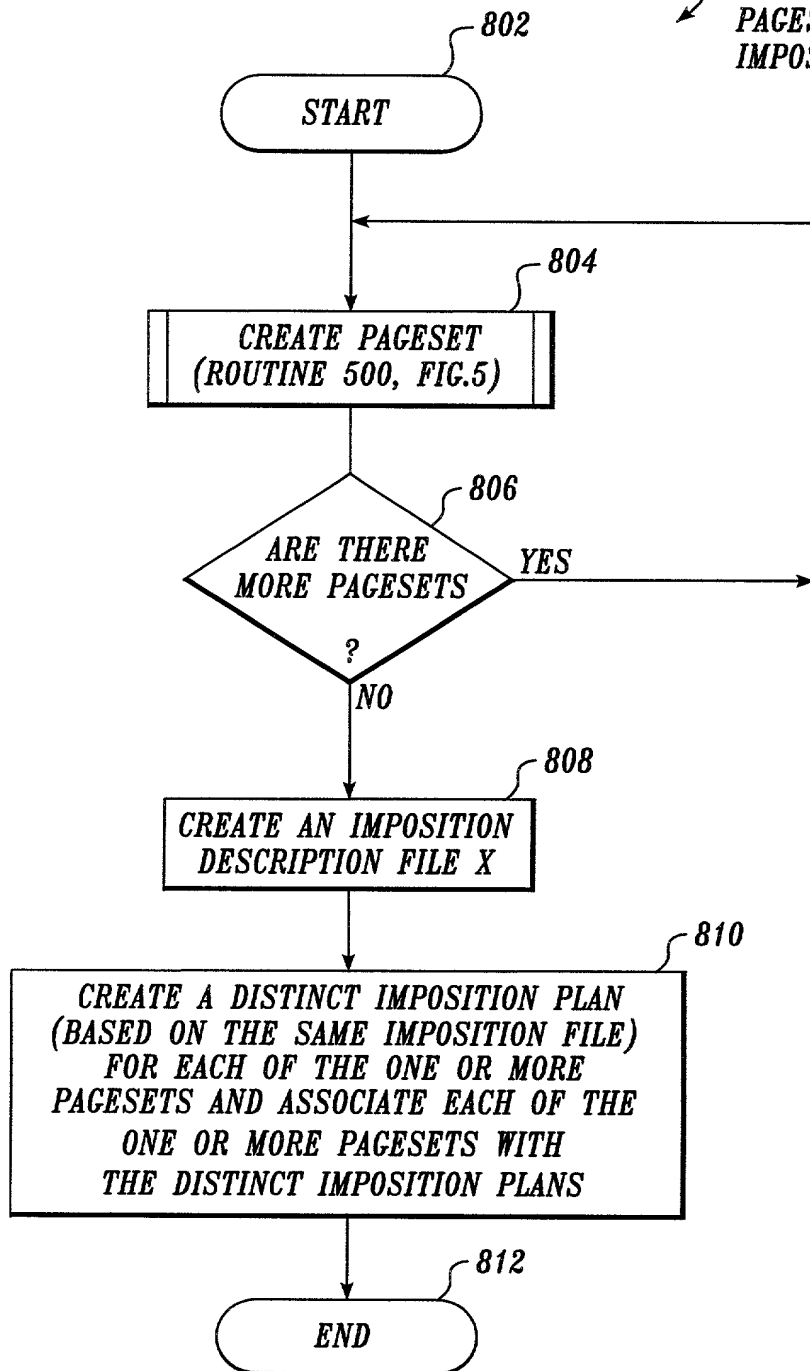 802
PAGES
IMPOS
START
804
CREATE PAGESET
(ROUTINE 500, FIG.5)
806
ARE THERE
MORE PAGESETS
?
YES
NO
808
CREATE AN IMPOSITION
DESCRIPTION FILE X
810
CREATE A DISTINCT IMPOSITION PLAN
(BASED ON THE SAME IMPOSITION FILE)
FOR EACH OF THE ONE OR MORE
PAGESETS AND ASSOCIATE EACH OF THE
ONE OR MORE PAGESETS WITH
THE DISTINCT IMPOSITION PLANS
812
END